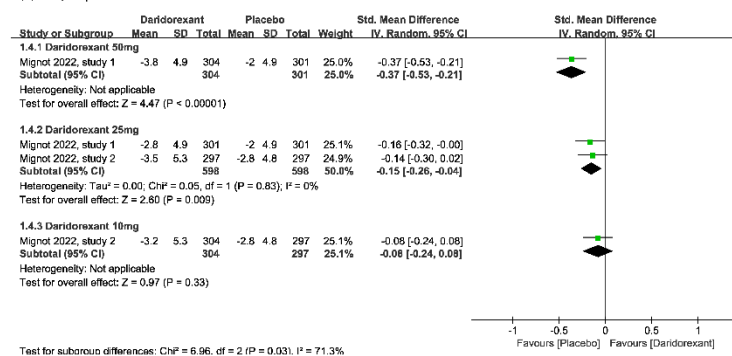 Daridorexant Placebo Std. Mean Difference Std. Mean Difference
Study or Subgroup Mean SD Total Mean SD Total Weight IV. Random. 95% CI IV. Random. 95% CI
1.4.1 Daridorexant 50mg
Mignot 2022, study 1 -3.8 4.9 304 -2 4.9 301 25.0% -0.37 [-0.53, -0.21]
Subtotal (95% CI) 304 301 25.0% -0.37 [-0.53, -0.21]
Heterogeneity: Not applicable
Test for overall effect: Z = 4.47 (P < 0.00001)
1.4.2 Daridorexant 25mg
Mignot 2022, study 1 -2.8 4.9 301 -2 4.9 301 25.1% -0.16 [-0.32, -0.00]
Mignot 2022, study 2 -3.5 5.3 297 -2.8 4.8 297 24.9% -0.14 [-0.30, 0.02]
Subtotal (95% CI) 598 598 50.0% -0.15 [-0.26, -0.04]
Heterogeneity: Tau² = 0.00; Chi² = 0.05, df = 1 (P = 0.83); I² = 0%
Test for overall effect: Z = 2.60 (P = 0.009)
1.4.3 Daridorexant 10mg
Mignot 2022, study 2 -3.2 5.3 304 -2.8 4.8 297 25.1% -0.08 [-0.24, 0.08]
Subtotal (95% CI) 304 297 25.1% -0.08 [-0.24, 0.08]
Heterogeneity: Not applicable
Test for overall effect: Z = 0.97 (P = 0.33)
-1 -0.5 0 0.5 1
Favours [Placebo] Favours [Daridorexant]
Test for subgroup differences: Chi² = 6.96, df = 2 (P = 0.03), I² = 71.3%